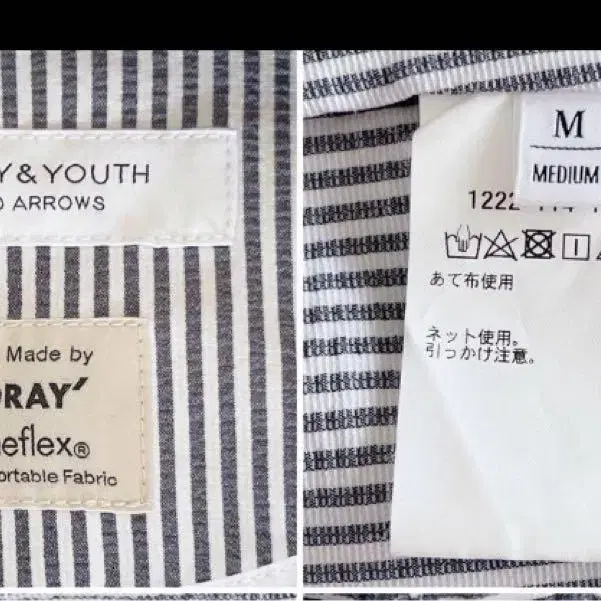 Y & YOUTH
ARROWS
Made by
RAY
eflex®
ortable Fabric
M
MEDIUM
1222
あて布使用
ネット使用。
引っかけ注意。